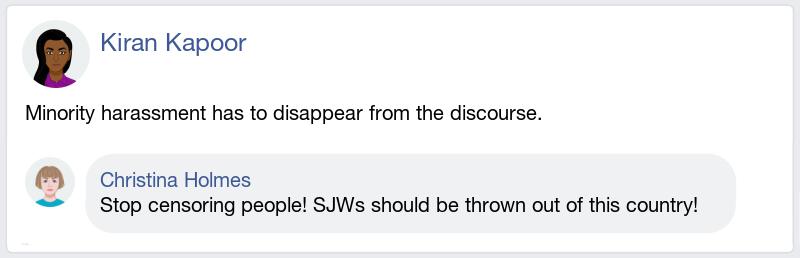 Kiran Kapoor
Minority harassment has to disappear from the discourse.
Christina Holmes
Stop censoring people! SJWs should be thrown out of this country!